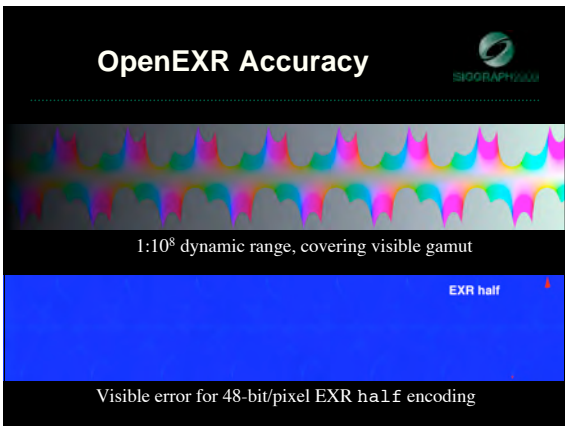 OpenEXR Accuracy
SIGGRAPH
1:10⁸ dynamic range, covering visible gamut
EXR half
Visible error for 48-bit/pixel EXR half encoding